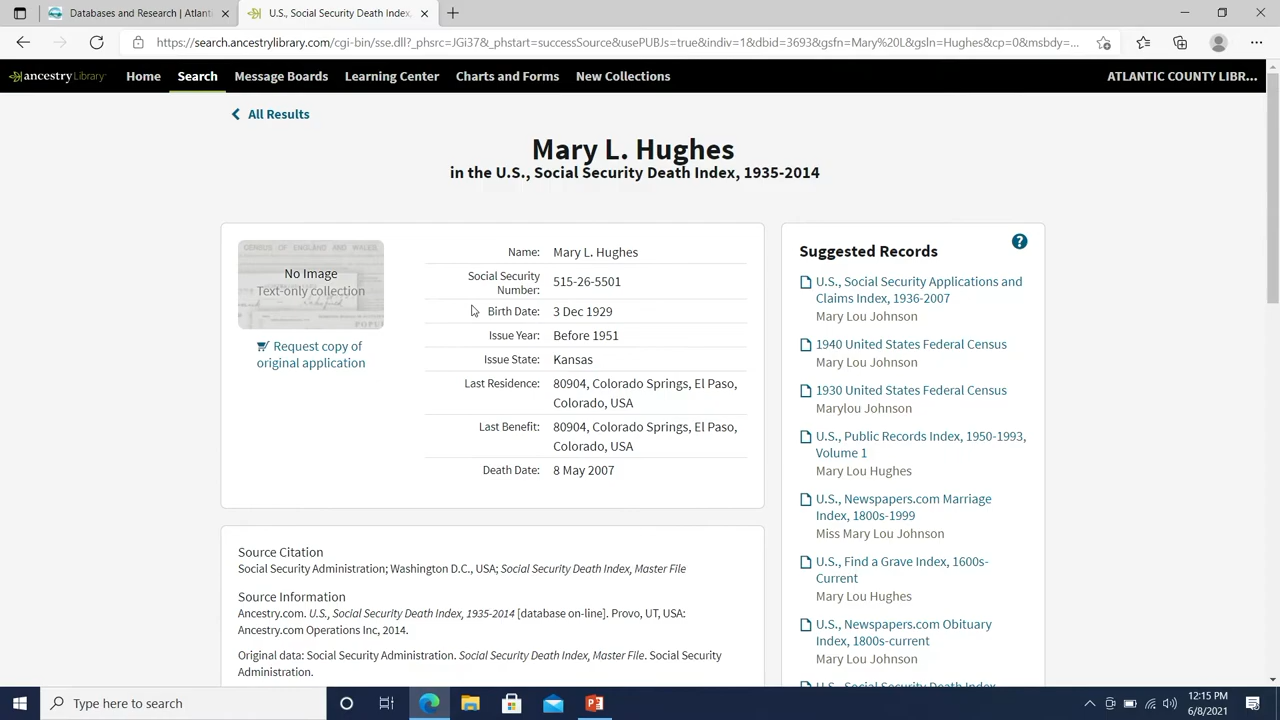 Databases and Research | Atlant
U.S., Social Security Death Index,
https://search.ancestrylibrary.com/cgi-bin/sse.dll?_phsrc=JGi37&_phstart=successSource&usePUBJs=true&indiv=1&dbid=3693&gsfn=Mary%20L&gsln=Hughes&cp=0&msbdy=...
ancestryLibrary Home Search Message Boards Learning Center Charts and Forms New Collections ATLANTIC COUNTY LIBR...
All Results
Mary L. Hughes
in the U.S., Social Security Death Index, 1935-2014
CENSUS OF ENGLAND AND WALES
No Image
Text-only collection
Request copy of
original application
Name: Mary L. Hughes
Social Security
Number: 515-26-5501
Birth Date: 3 Dec 1929
Issue Year: Before 1951
Issue State: Kansas
Last Residence: 80904, Colorado Springs, El Paso,
Colorado, USA
Last Benefit: 80904, Colorado Springs, El Paso,
Colorado, USA
Death Date: 8 May 2007
Source Citation
Social Security Administration; Washington D.C., USA; Social Security Death Index, Master File
Source Information
Ancestry.com. U.S., Social Security Death Index, 1935-2014 [database on-line]. Provo, UT, USA:
Ancestry.com Operations Inc, 2014.
Original data: Social Security Administration. Social Security Death Index, Master File. Social Security
Administration.
Suggested Records
?
U.S., Social Security Applications and
Claims Index, 1936-2007
Mary Lou Johnson
1940 United States Federal Census
Mary Lou Johnson
1930 United States Federal Census
Marylou Johnson
U.S., Public Records Index, 1950-1993,
Volume 1
Mary Lou Hughes
U.S., Newspapers.com Marriage
Index, 1800s-1999
Miss Mary Lou Johnson
U.S., Find a Grave Index, 1600s-
Current
Mary Lou Hughes
U.S., Newspapers.com Obituary
Index, 1800s-current
Mary Lou Johnson
U.S., Social Security Death Index,
Type here to search
12:15 PM
6/8/2021